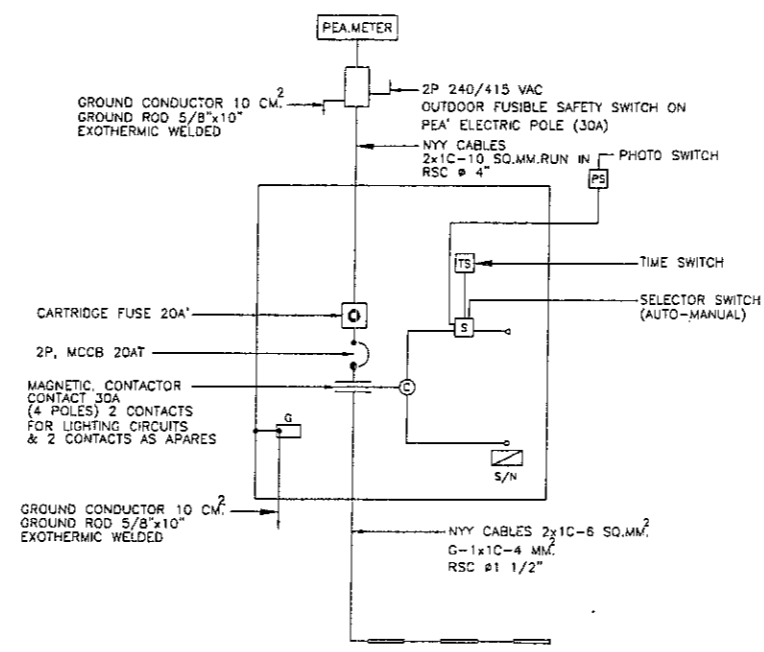 PEA.METER
GROUND CONDUCTOR 10 CM.2
GROUND ROD 5/8"x10"
EXOTHERMIC WELDED
2P 240/415 VAC
OUTDOOR FUSIBLE SAFETY SWITCH ON
PEA' ELECTRIC POLE (30A)
NYY CABLES
2x1C-10 SQ.MM.RUN IN
RSC ø 4"
PHOTO SWITCH
PS
TS
TIME SWITCH
CARTRIDGE FUSE 20A'
SELECTOR SWITCH
(AUTO-MANUAL)
S
2P, MCCB 20AT
MAGNETIC. CONTACTOR
CONTACT 30A
(4 POLES) 2 CONTACTS
FOR LIGHTING CIRCUITS
& 2 CONTACTS AS APARES
C
G
S/N
GROUND CONDUCTOR 10 CM.2
GROUND ROD 5/8"x10"
EXOTHERMIC WELDED
NYY CABLES 2x1C-6 SQ.MM.2
G-1x1C-4 MM.2
RSC ø1 1/2"